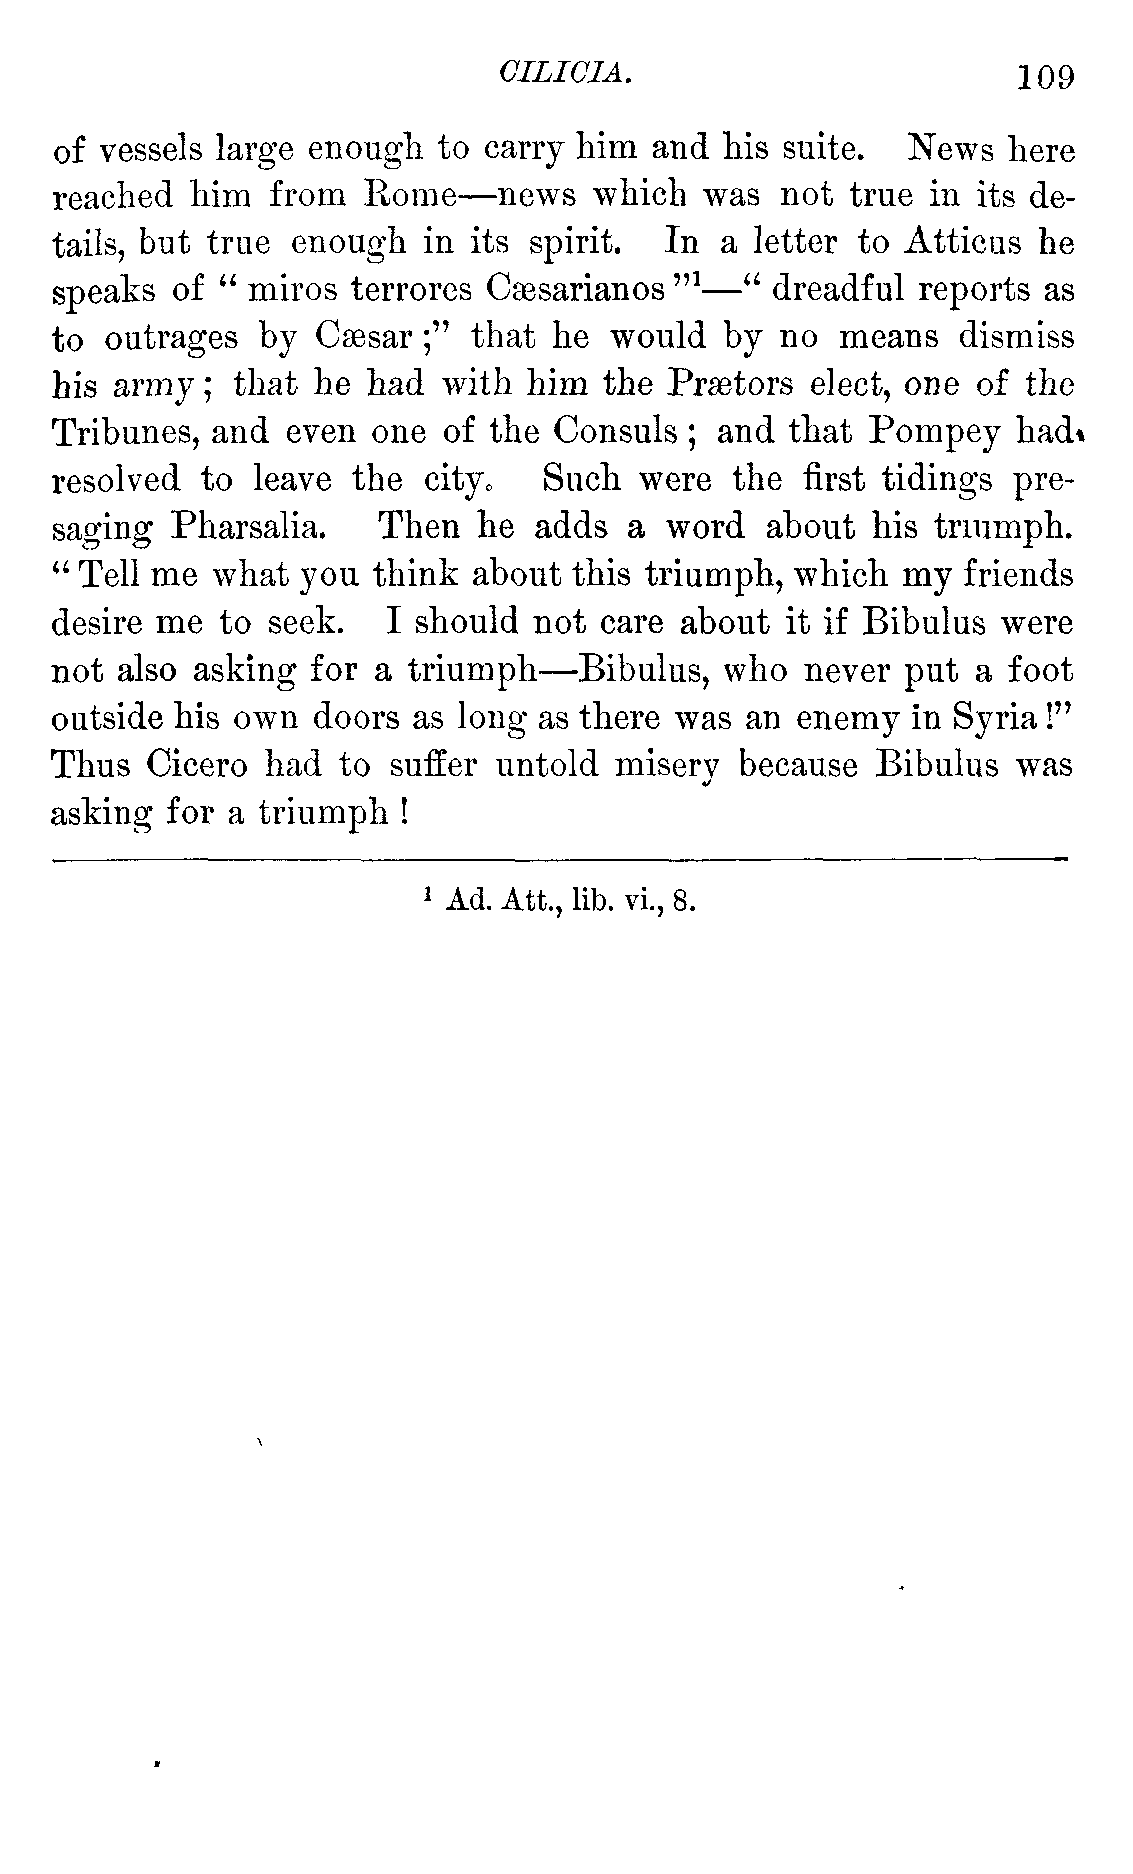 CILICIA. 109
of vessels large enough to carry him and his suite. News here
reached him from Rome—news which was not true in its de-
tails, but true enough in its spirit. In a letter to Atticus he
speaks of “ miros terrores Cæsarianos ”¹—“ dreadful reports as
to outrages by Cæsar ;” that he would by no means dismiss
his army ; that he had with him the Prætors elect, one of the
Tribunes, and even one of the Consuls ; and that Pompey had
resolved to leave the city. Such were the first tidings pre-
saging Pharsalia. Then he adds a word about his triumph.
“ Tell me what you think about this triumph, which my friends
desire me to seek. I should not care about it if Bibulus were
not also asking for a triumph—Bibulus, who never put a foot
outside his own doors as long as there was an enemy in Syria !”
Thus Cicero had to suffer untold misery because Bibulus was
asking for a triumph !
¹ Ad. Att., lib. vi., 8.